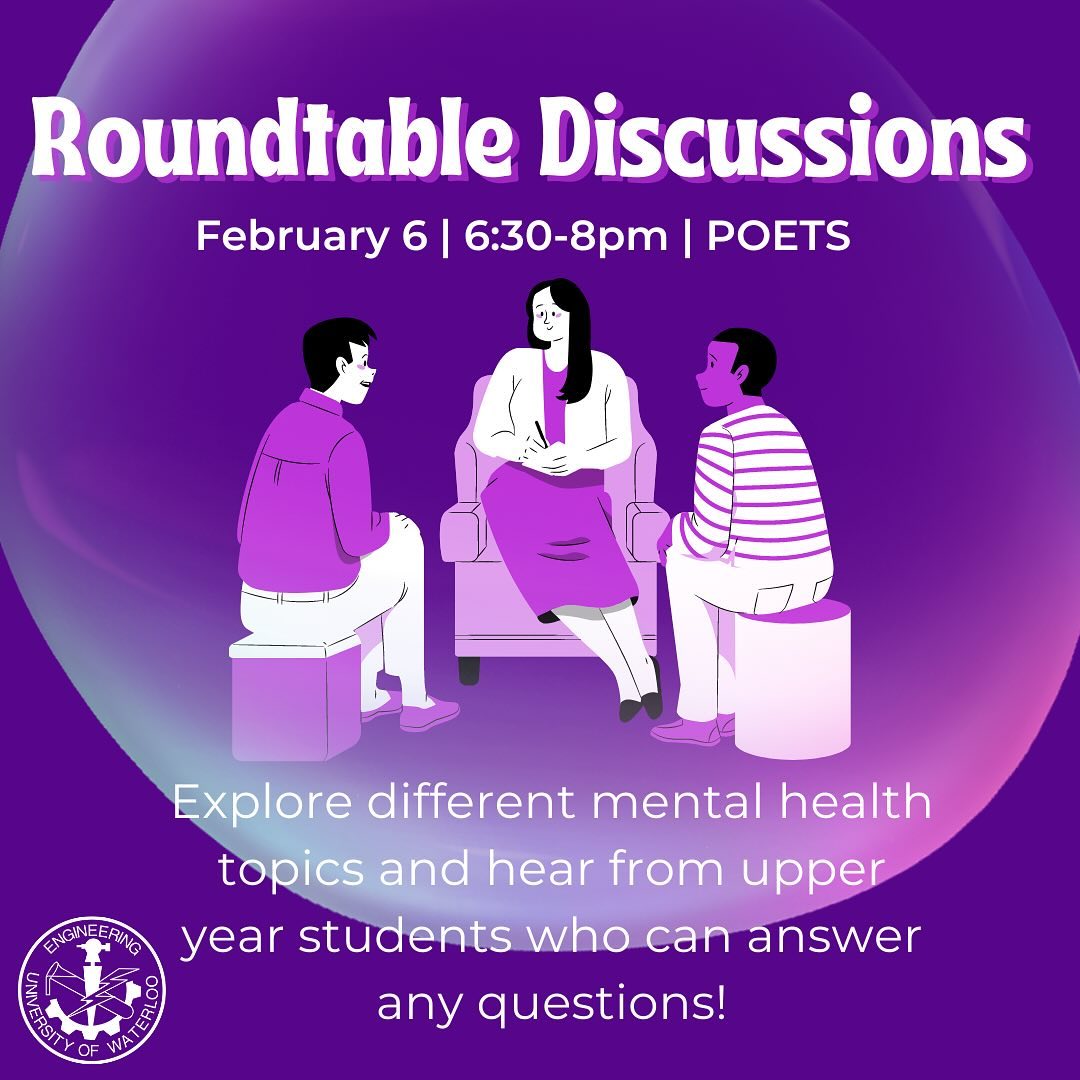 Roundtable Discussions
February 6 | 6:30-8pm | POETS
Explore different mental health
topics and hear from upper
year students who can answer
any questions!
ENGINEERING
UNIVERSITY OF WATERLOO